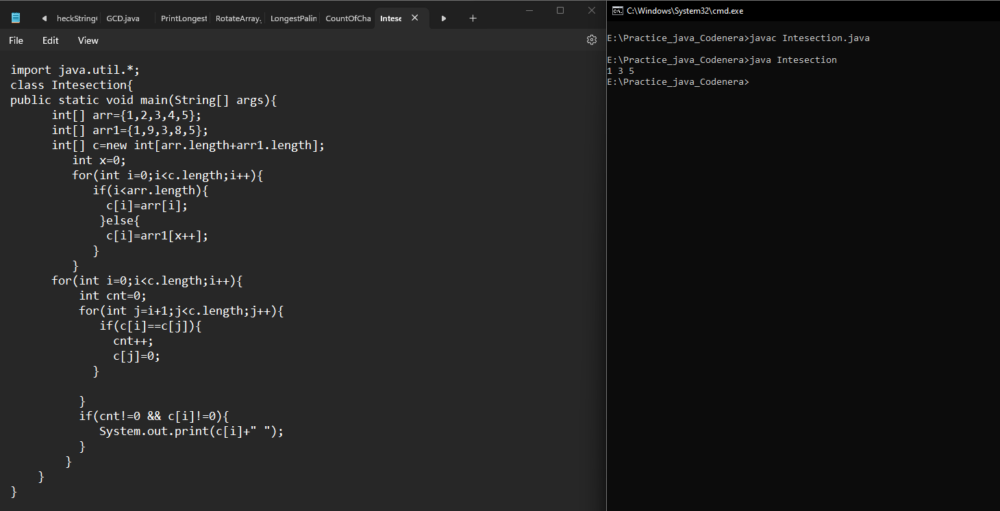 heckString GCD.java PrintLongest RotateArray. LongestPalin CountOfCha Intese
File Edit View
import java.util.*;
class Intesection{
public static void main(String[] args){
int[] arr={1,2,3,4,5};
int[] arr1={1,9,3,8,5};
int[] c=new int[arr.length+arr1.length];
int x=0;
for(int i=0;i<c.length;i++){
if(i<arr.length){
c[i]=arr[i];
}else{
c[i]=arr1[x++];
}
}
for(int i=0;i<c.length;i++){
int cnt=0;
for(int j=i+1;j<c.length;j++){
if(c[i]==c[j]){
cnt++;
c[j]=0;
}
}
if(cnt!=0 && c[i]!=0){
System.out.print(c[i]+" ");
}
}
}
}
C:\Windows\System32\cmd.exe
E:\Practice_java_Codenera>javac Intesection.java
E:\Practice_java_Codenera>java Intesection
1 3 5
E:\Practice_java_Codenera>